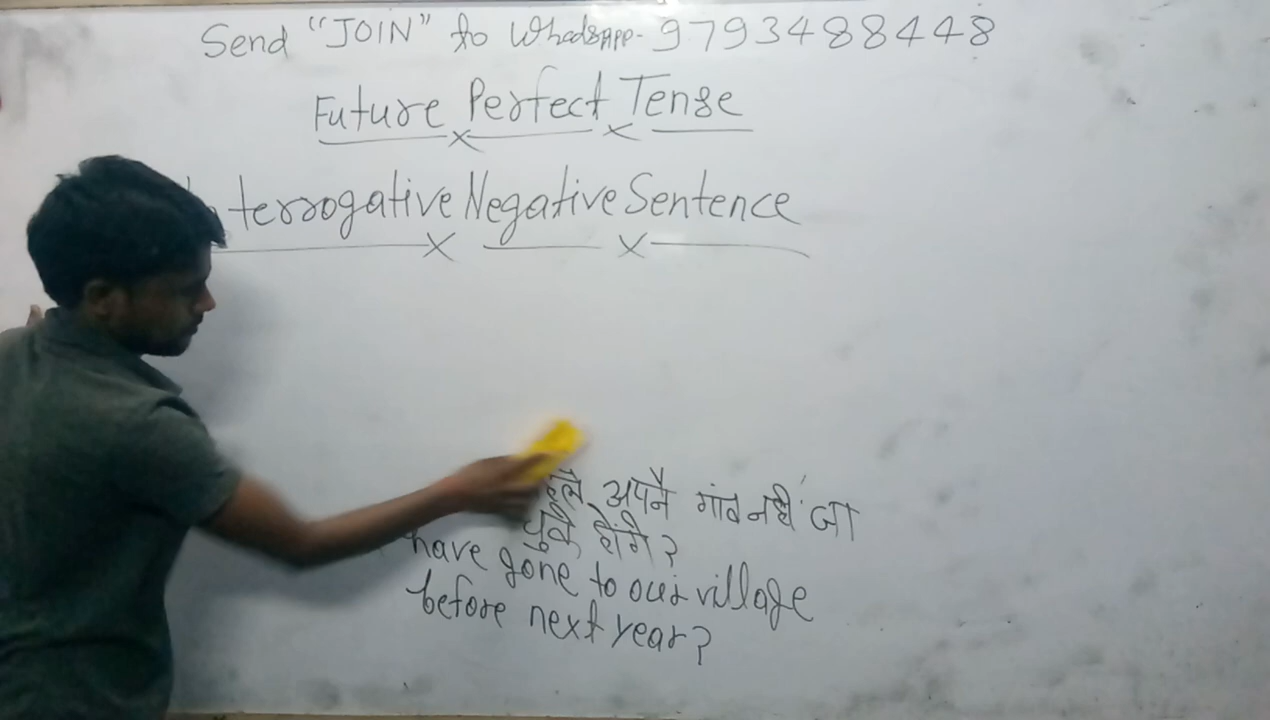 Send "JOIN" to WhatsApp- 9793488448
Future Perfect Tense
Interrogative Negative Sentence
अपने गांव नहीं जा
चुके होंगे?
have gone to our village
before next year?